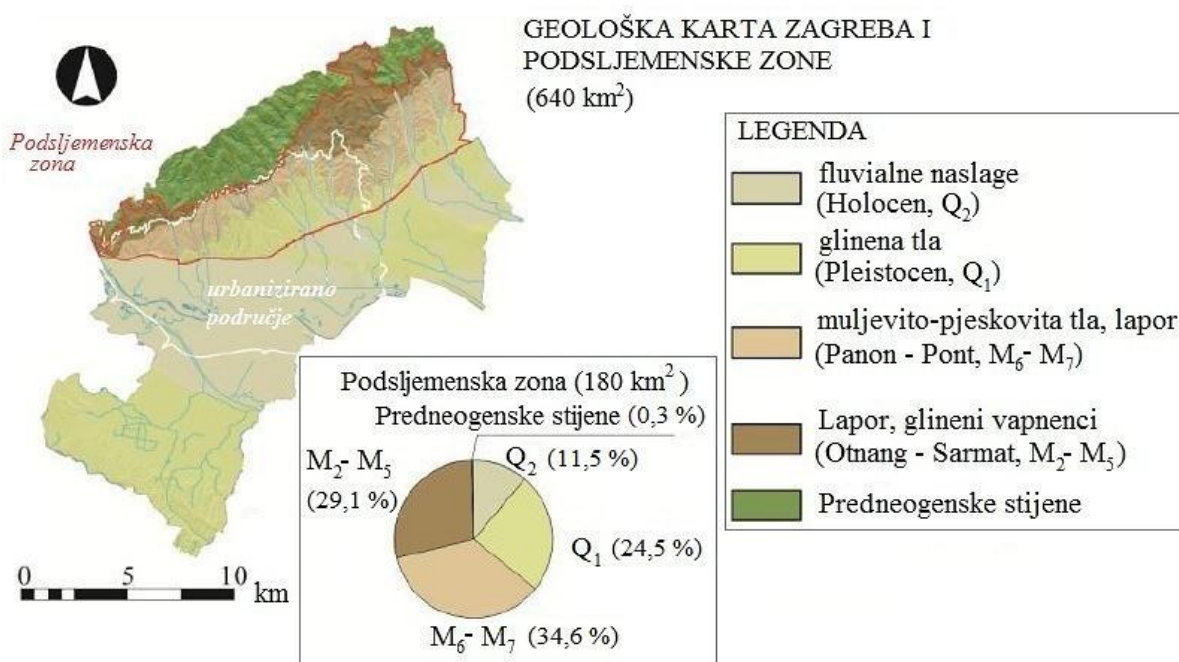 GEOLOŠKA KARTA ZAGREBA I
PODSLJEMENSKE ZONE
(640 km²)
Podsljemenska
zona
urbanizirano
područje
LEGENDA
fluvialne naslage
(Holocen, Q₂)
glinena tla
(Pleistocen, Q₁)
muljevito-pjeskovita tla, lapor
(Panon - Pont, M₆- M₇)
Lapor, glineni vapnenci
(Otnang - Sarmat, M₂- M₅)
Predneogenske stijene
Podsljemenska zona (180 km²)
Predneogenske stijene (0,3 %)
Q₂ (11,5 %)
M₂- M₅
(29,1 %)
Q₁ (24,5 %)
M₆- M₇ (34,6 %)
0 5 10
km